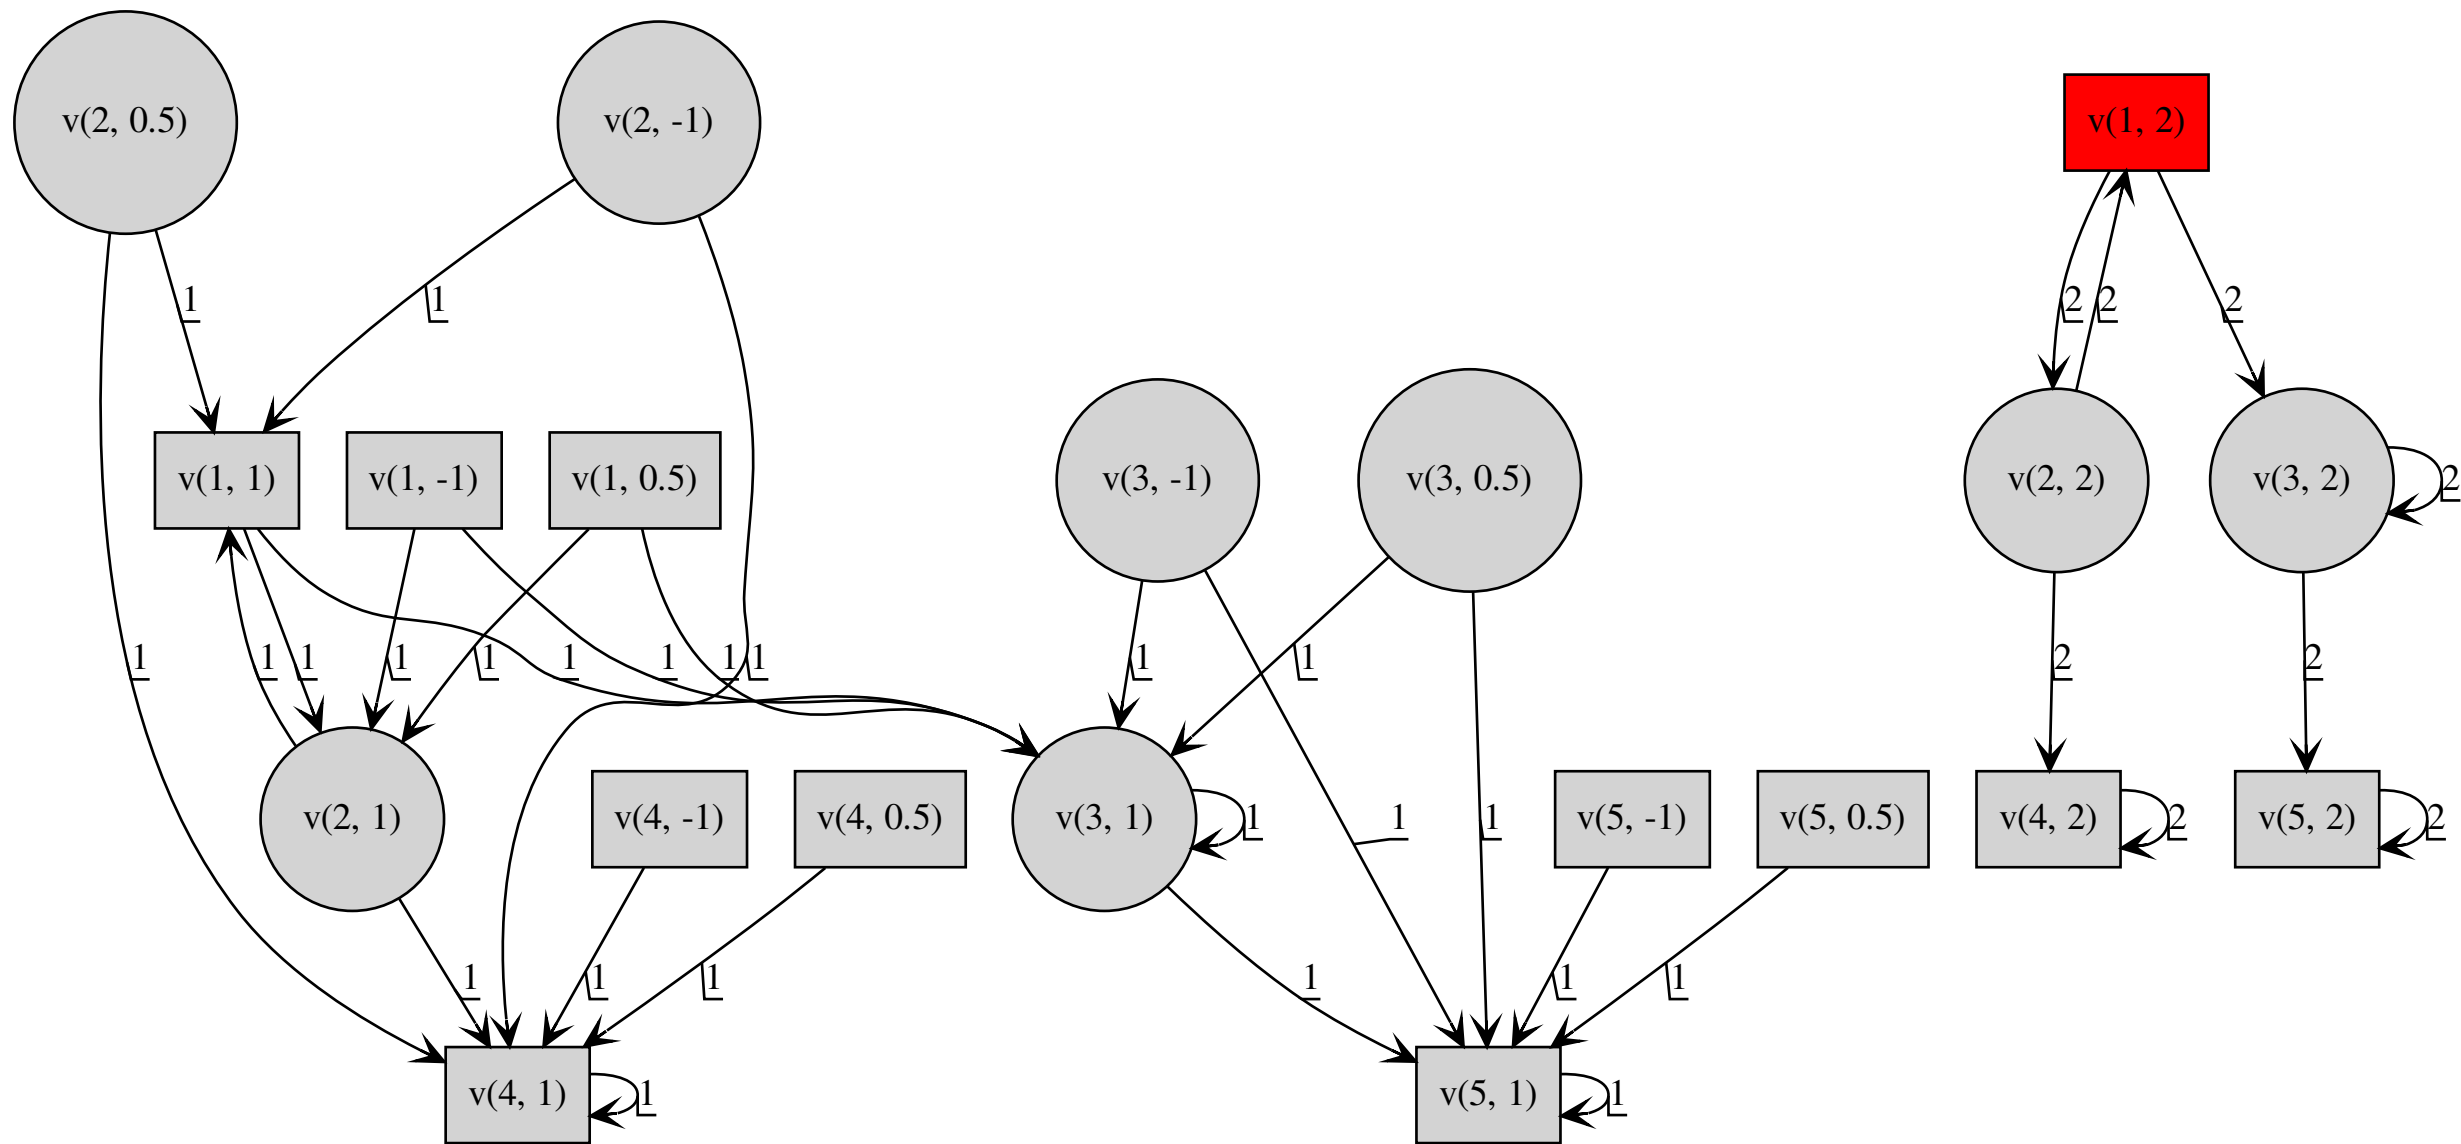 v(2, 0.5)
v(2, -1)
v(1, 2)
1
1
2
2
2
v(1, 1)
v(1, -1)
v(1, 0.5)
v(3, -1)
v(3, 0.5)
v(2, 2)
v(3, 2)
2
1
1
1
1
1
1
1
1
1
1
1
2
2
v(2, 1)
v(4, -1)
v(4, 0.5)
v(3, 1)
1
1
1
v(5, -1)
v(5, 0.5)
v(4, 2)
2
v(5, 2)
2
1
1
1
1
1
1
v(4, 1)
1
v(5, 1)
1